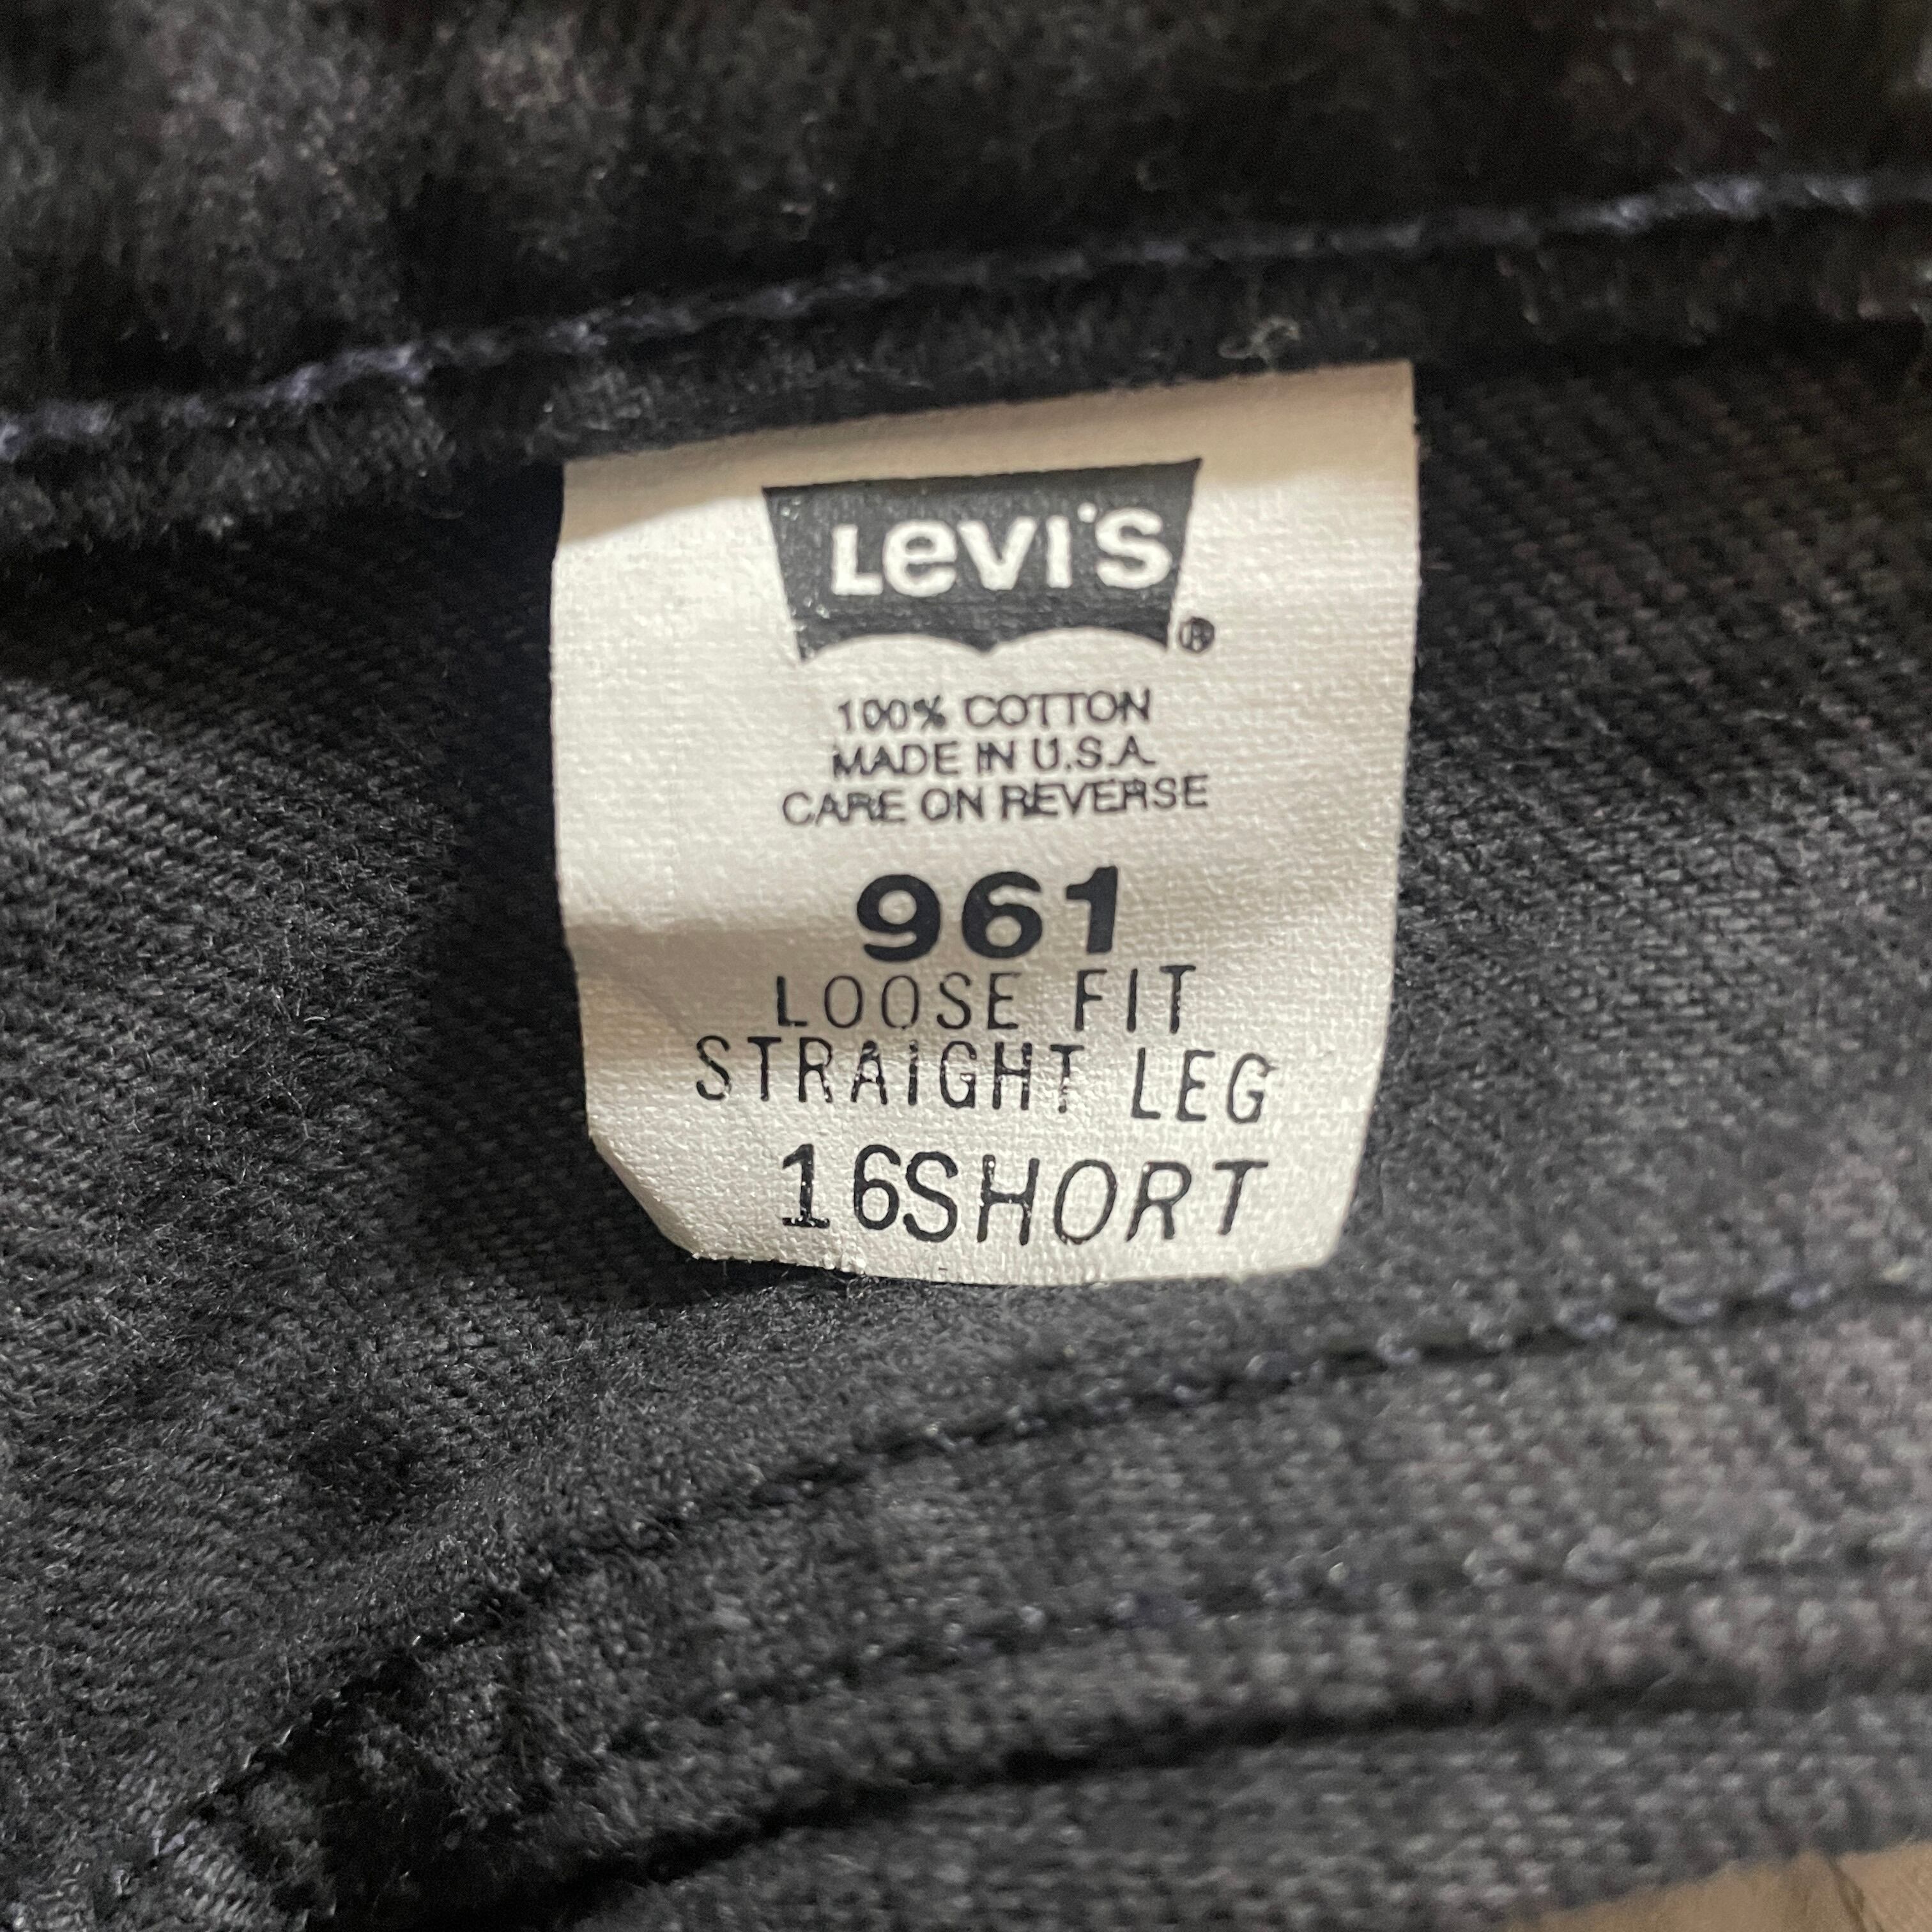 Levi's®
100% COTTON
MADE IN U.S.A.
CARE ON REVERSE
961
LOOSE FIT
STRAIGHT LEG
16SHORT